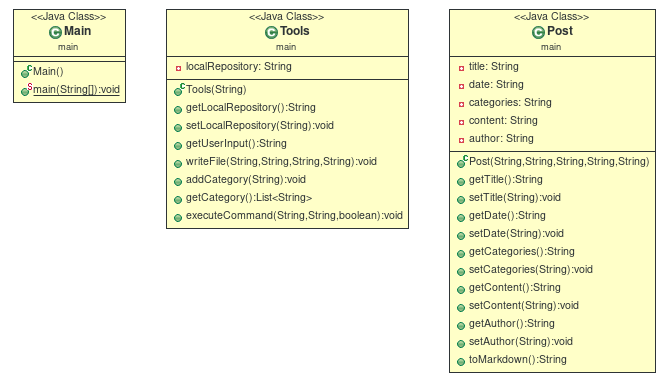 <<Java Class>>
C Main
main
C Main()
S main(String[]):void
<<Java Class>>
C Tools
main
localRepository: String
C Tools(String)
getLocalRepository():String
setLocalRepository(String):void
getUserInput():String
writeFile(String,String,String,String):void
addCategory(String):void
getCategory():List<String>
executeCommand(String,String,boolean):void
<<Java Class>>
C Post
main
title: String
date: String
categories: String
content: String
author: String
C Post(String,String,String,String,String)
getTitle():String
setTitle(String):void
getDate():String
setDate(String):void
getCategories():String
setCategories(String):void
getContent():String
setContent(String):void
getAuthor():String
setAuthor(String):void
toMarkdown():String